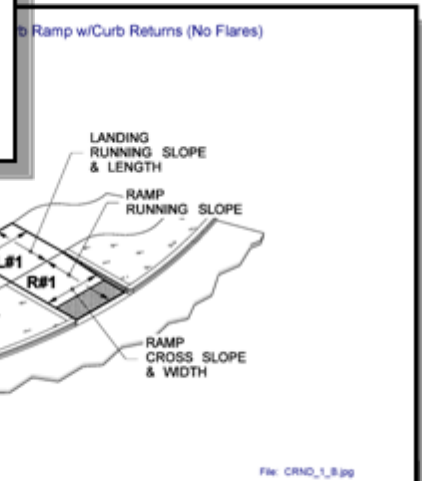 Ramp w/Curb Returns (No Flares)
LANDING
RUNNING SLOPE
& LENGTH
RAMP
RUNNING SLOPE
#1
R#1
RAMP
CROSS SLOPE
& WIDTH
File: CRND_1_B.jpg